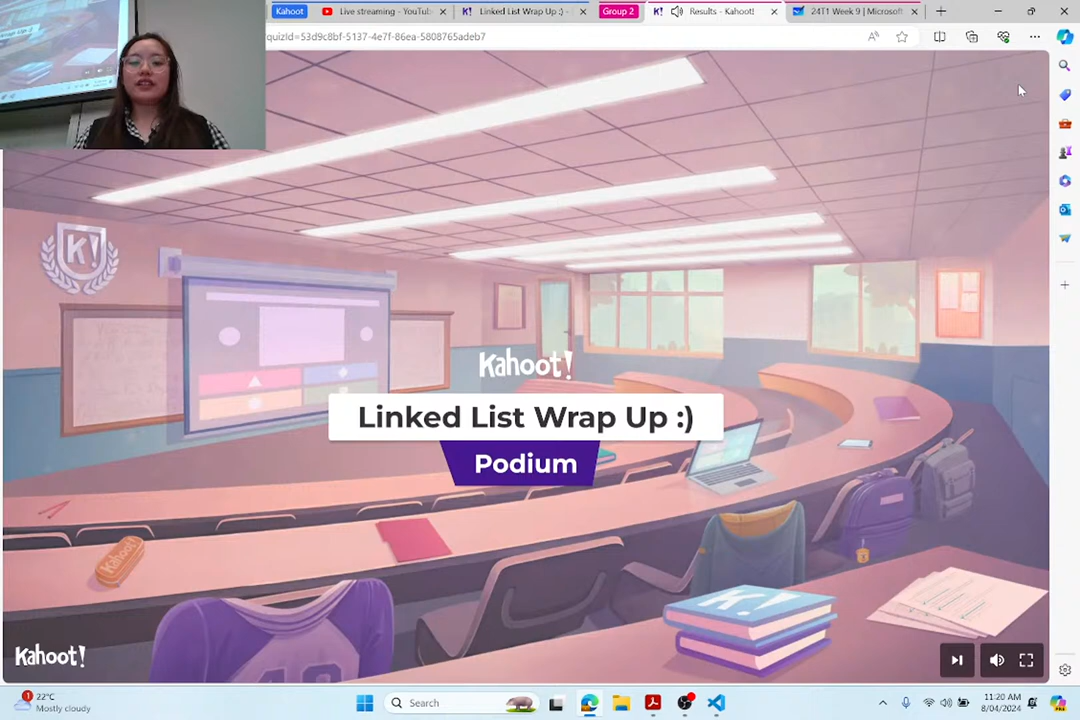 Kahoot
Live streaming - YouTub
Linked List Wrap Up :) -
Group 2
Results - Kahoot!
24T1 Week 9 | Microsoft
quizId=53d9c8bf-5137-4e7f-86ea-5808765adeb7
K!
Kahoot!
Linked List Wrap Up :)
Podium
Kahoot!
K!
Kahoot!
1
22°C
Mostly cloudy
Search
11:20 AM
8/04/2024